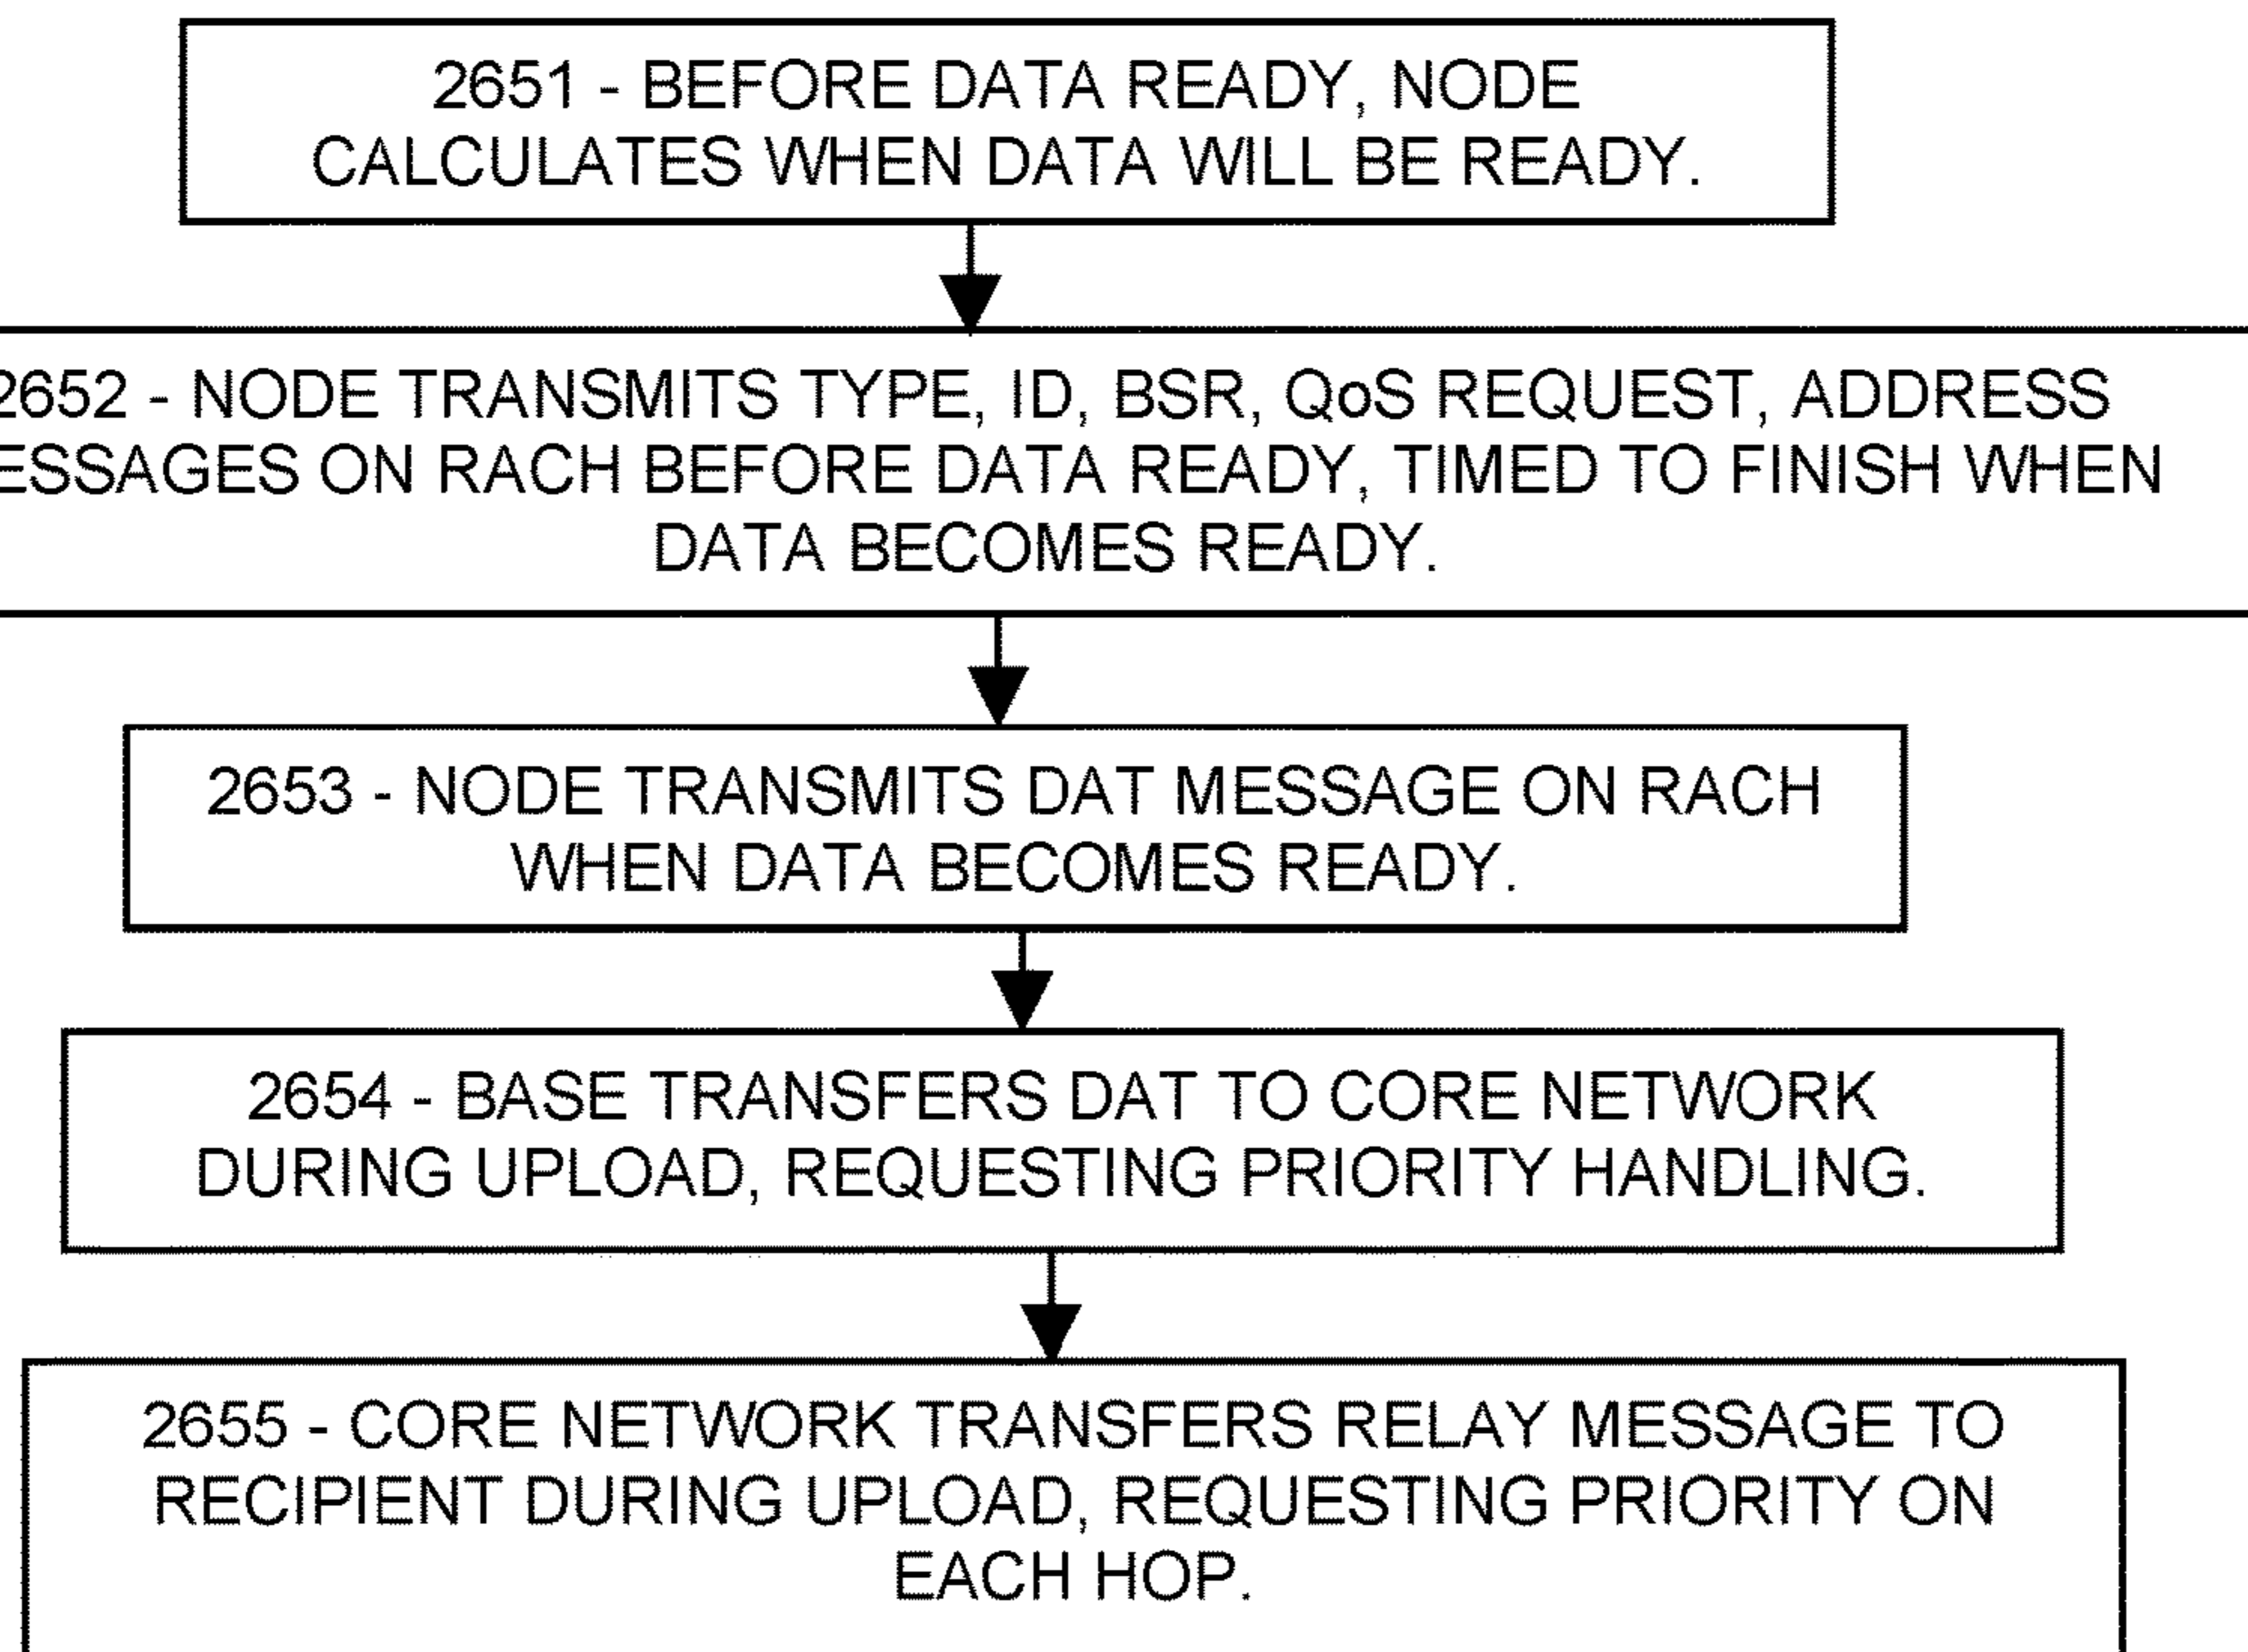 2651 - BEFORE DATA READY, NODE
CALCULATES WHEN DATA WILL BE READY.
2652 - NODE TRANSMITS TYPE, ID, BSR, QoS REQUEST, ADDRESS
ESSAGES ON RACH BEFORE DATA READY, TIMED TO FINISH WHEN
DATA BECOMES READY.
2653 - NODE TRANSMITS DAT MESSAGE ON RACH
WHEN DATA BECOMES READY.
2654 - BASE TRANSFERS DAT TO CORE NETWORK
DURING UPLOAD, REQUESTING PRIORITY HANDLING.
2655 - CORE NETWORK TRANSFERS RELAY MESSAGE TO
RECIPIENT DURING UPLOAD, REQUESTING PRIORITY ON
EACH HOP.